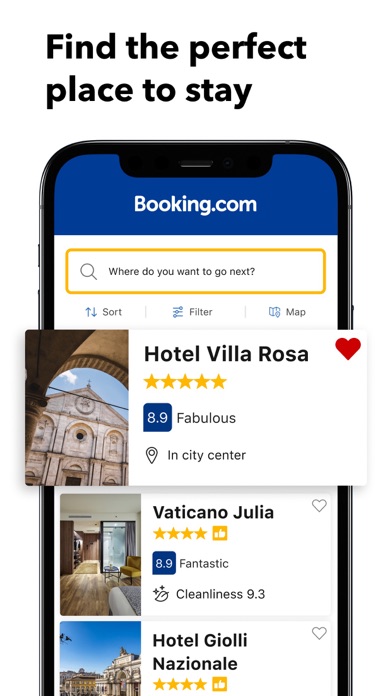 Find the perfect
place to stay
Booking.com
Where do you want to go next?
Sort
Filter
Map
Hotel Villa Rosa
8.9 Fabulous
In city center
Vaticano Julia
8.9 Fantastic
Cleanliness 9.3
Hotel Giolli
Nazionale